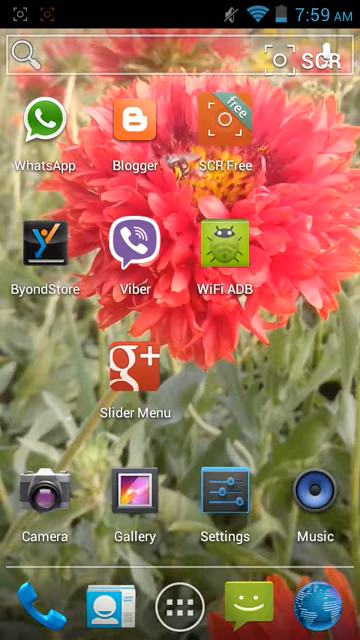 7:59 AM
SCR
WhatsApp
Blogger
free
SCR Free
ByondStore
Viber
WiFi ADB
g+
Slider Menu
Camera
Gallery
Settings
Music